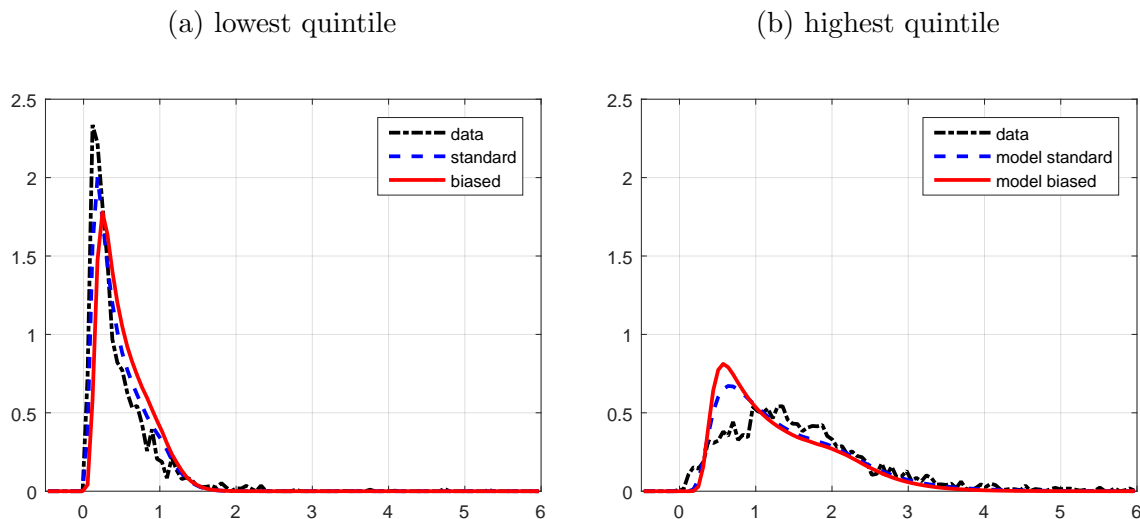 (a) lowest quintile
(b) highest quintile
2.5
2
1.5
1
0.5
0
0 1 2 3 4 5 6
data
standard
biased
2.5
2
1.5
1
0.5
0
0 1 2 3 4 5 6
data
model standard
model biased